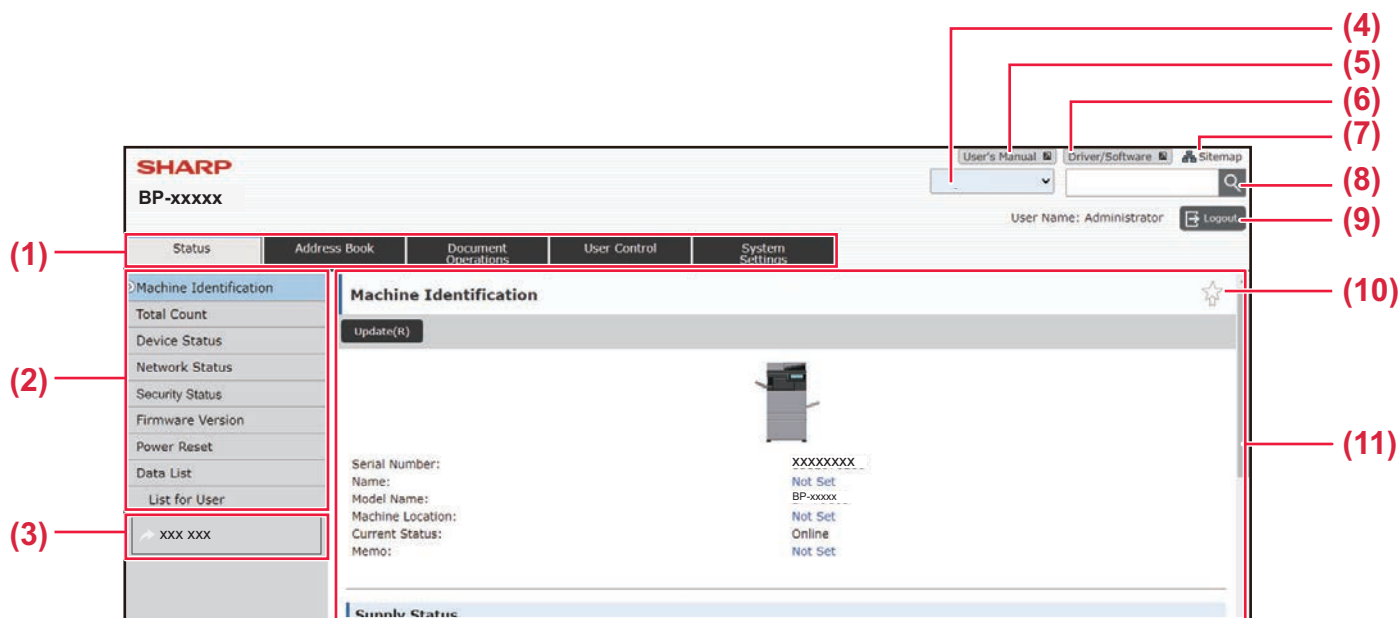 (4)
(5)
(6)
(7)
User's Manual Driver/Software Sitemap
SHARP
(8)
BP-xxxxx
User Name: Administrator Logout
(9)
(1)
Status Address Book Document Operations User Control System Settings
Machine Identification
Total Count
Device Status
Network Status
Security Status
Firmware Version
Power Reset
Data List
List for User
(2)
xxx xxx
(3)
Machine Identification
(10)
Update(R)
Serial Number: XXXXXXXX
Name: Not Set
Model Name: BP-xxxxx
Machine Location: Not Set
Current Status: Online
Memo: Not Set
(11)
Supply Status